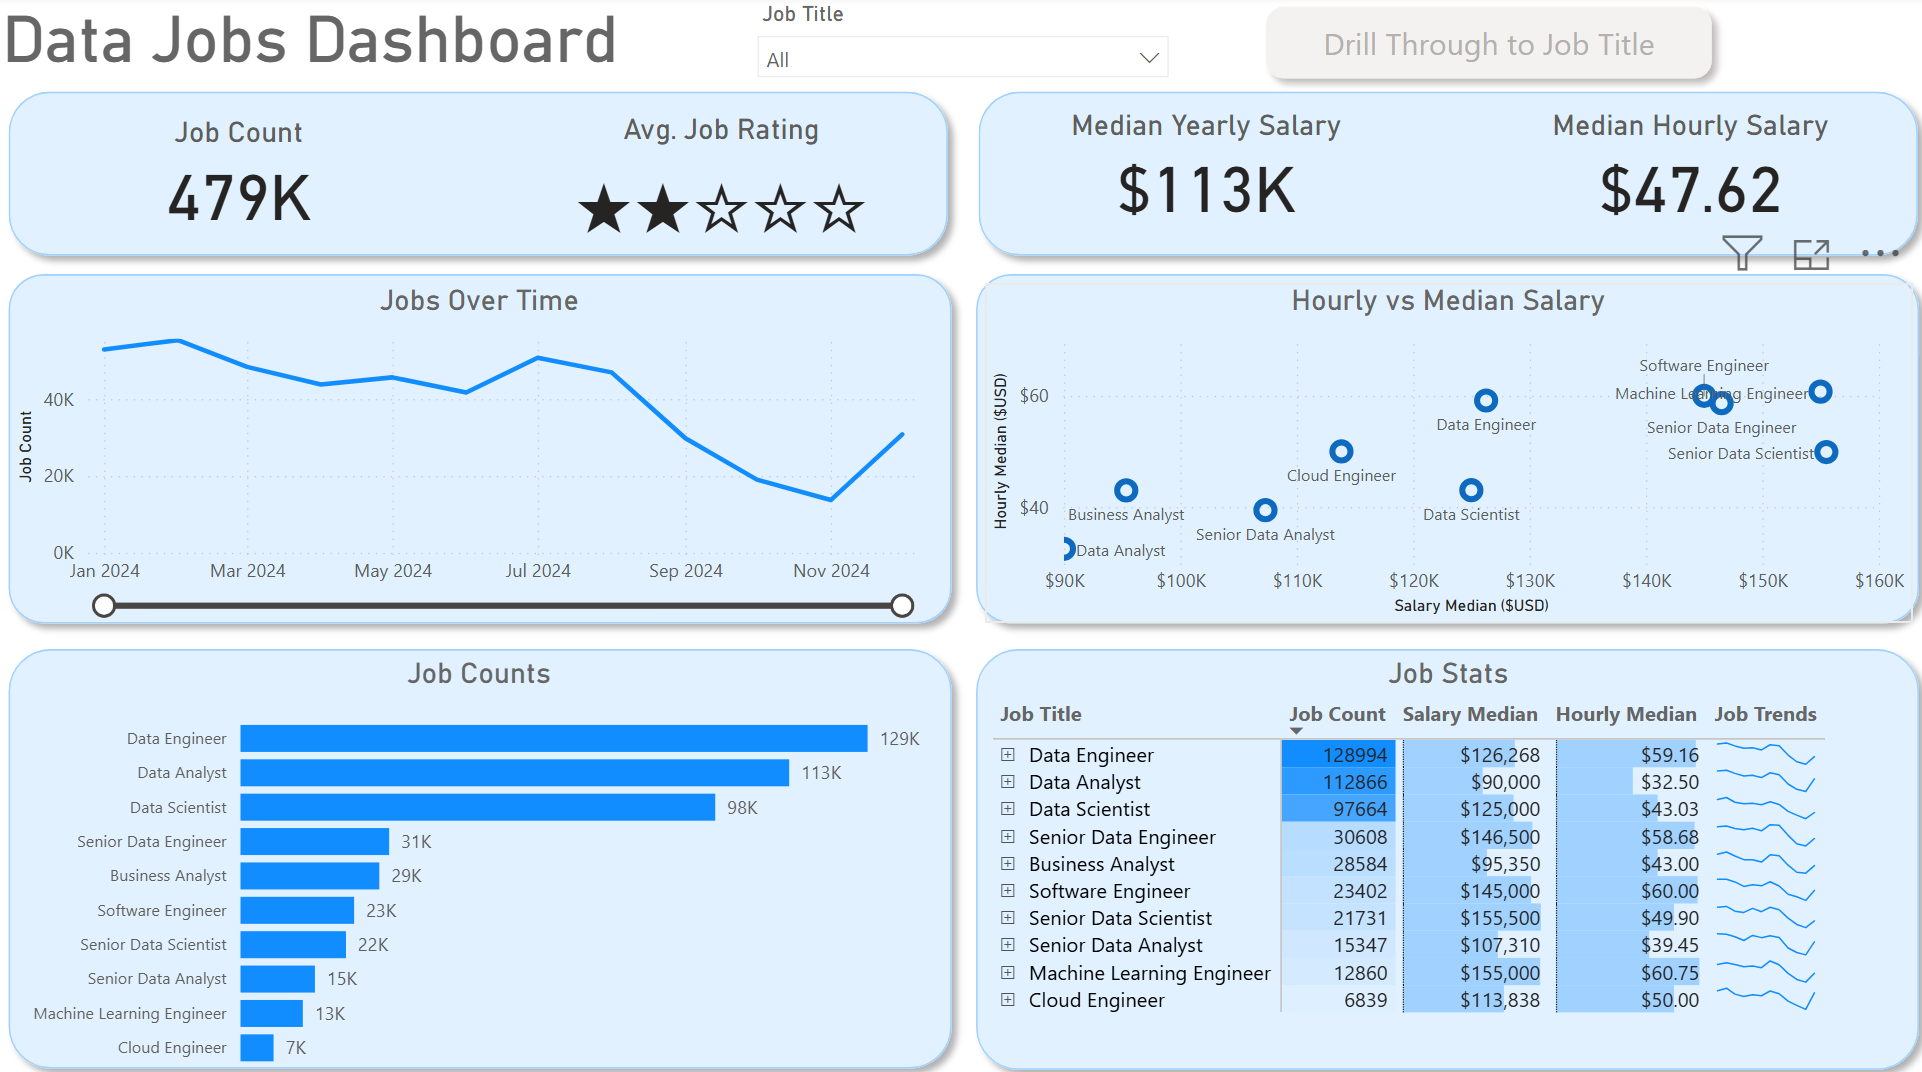 Data Jobs Dashboard
Job Title
All
Drill Through to Job Title
Job Count
479K
Avg. Job Rating
Median Yearly Salary
$113K
Median Hourly Salary
$47.62
Jobs Over Time
Job Count
40K
20K
0K
Jan 2024 Mar 2024 May 2024 Jul 2024 Sep 2024 Nov 2024
Hourly vs Median Salary
Hourly Median ($USD)
$60
$40
Software Engineer
Machine Learning Engineer
Data Engineer
Senior Data Engineer
Senior Data Scientist
Cloud Engineer
Business Analyst
Data Scientist
Senior Data Analyst
Data Analyst
$90K $100K $110K $120K $130K $140K $150K $160K
Salary Median ($USD)
Job Counts
Data Engineer 129K
Data Analyst 113K
Data Scientist 98K
Senior Data Engineer 31K
Business Analyst 29K
Software Engineer 23K
Senior Data Scientist 22K
Senior Data Analyst 15K
Machine Learning Engineer 13K
Cloud Engineer 7K
Job Stats
Job Title Job Count Salary Median Hourly Median Job Trends
Data Engineer 128994 $126,268 $59.16
Data Analyst 112866 $90,000 $32.50
Data Scientist 97664 $125,000 $43.03
Senior Data Engineer 30608 $146,500 $58.68
Business Analyst 28584 $95,350 $43.00
Software Engineer 23402 $145,000 $60.00
Senior Data Scientist 21731 $155,500 $49.90
Senior Data Analyst 15347 $107,310 $39.45
Machine Learning Engineer 12860 $155,000 $60.75
Cloud Engineer 6839 $113,838 $50.00